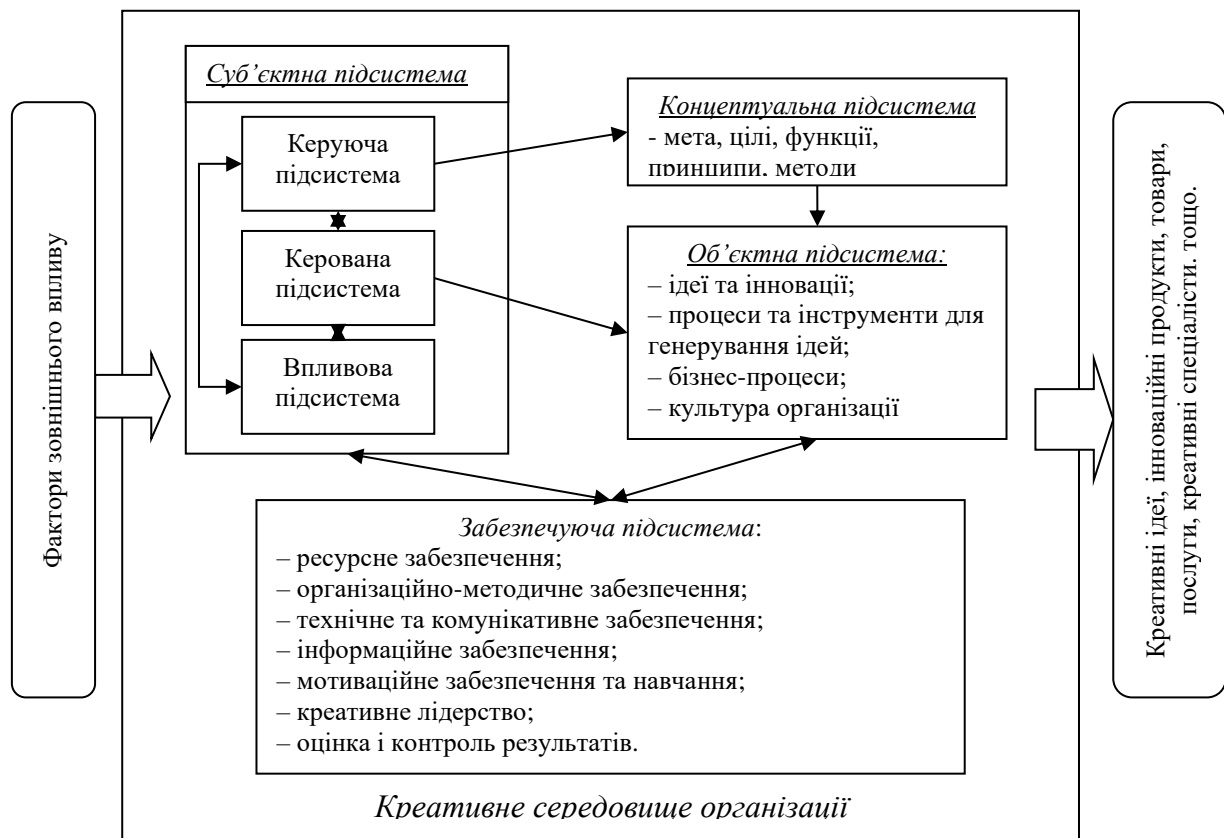 Фактори зовнішнього впливу
Суб’єктна підсистема
Керуюча
підсистема
Керована
підсистема
Впливова
підсистема
Концептуальна підсистема
- мета, цілі, функції,
принципи, методи
Об’єктна підсистема:
– ідеї та інновації;
– процеси та інструменти для
генерування ідей;
– бізнес-процеси;
– культура організації
Забезпечуюча підсистема:
– ресурсне забезпечення;
– організаційно-методичне забезпечення;
– технічне та комунікативне забезпечення;
– інформаційне забезпечення;
– мотиваційне забезпечення та навчання;
– креативне лідерство;
– оцінка і контроль результатів.
Креативне середовище організації
Креативні ідеї, інноваційні продукти, товари,
послуги, креативні спеціалісти. тощо.